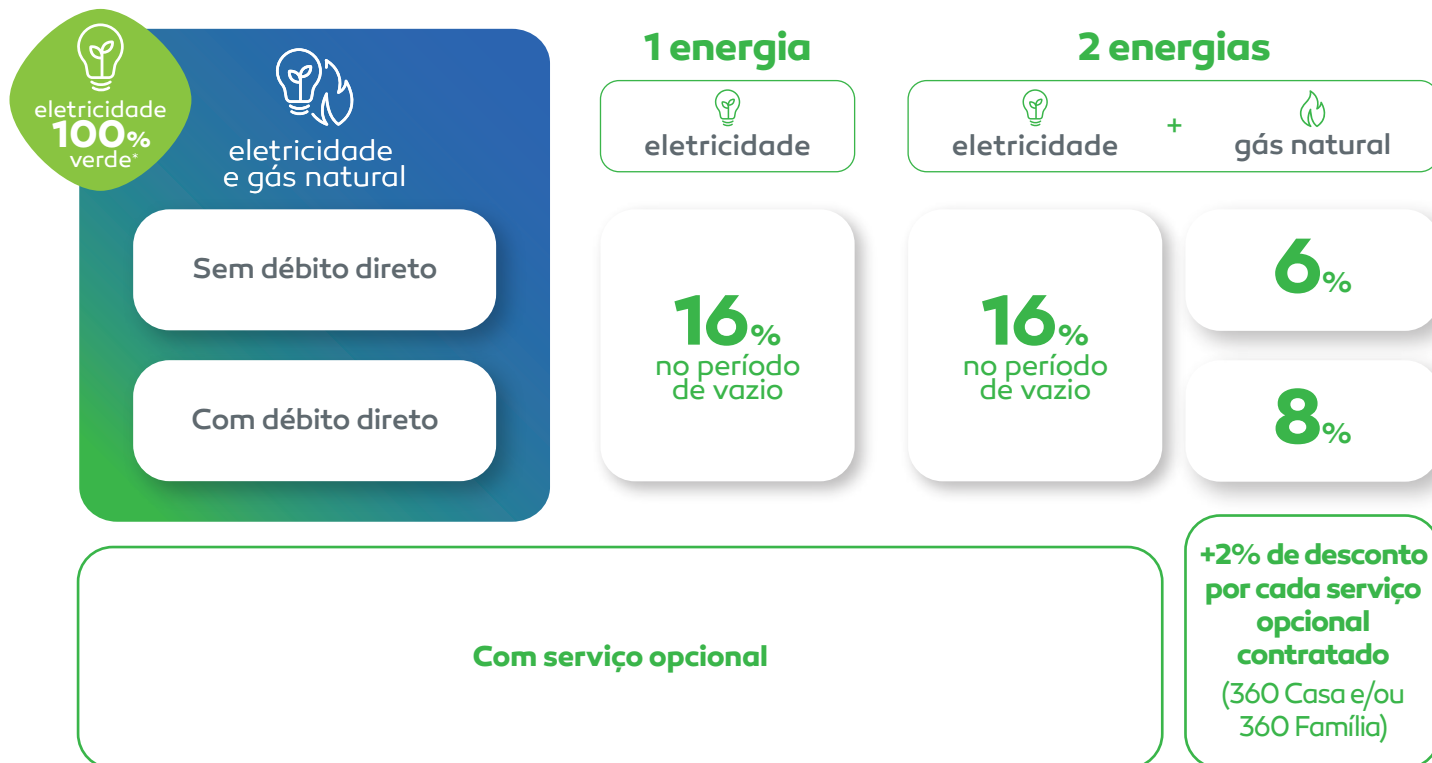 eletricidade
100%
verde*
eletricidade
e gás natural
Sem débito direto
Com débito direto
1 energia
eletricidade
2 energias
eletricidade + gás natural
16%
no período
de vazio
16%
no período
de vazio
6%
8%
Com serviço opcional
+2% de desconto
por cada serviço
opcional
contratado
(360 Casa e/ou
360 Família)